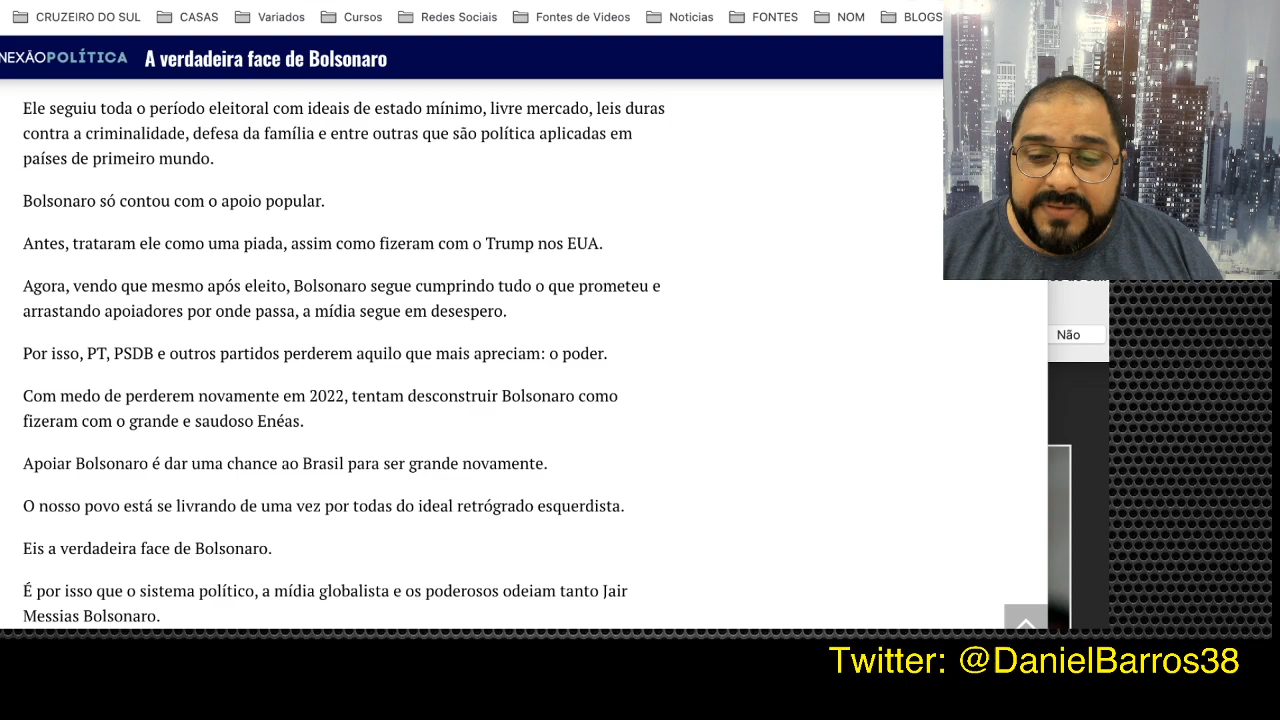 CRUZEIRO DO SUL CASAS Variados Cursos Redes Sociais Fontes de Videos Noticias FONTES NOM BLOGS
NEXÃOPOLÍTICA A verdadeira face de Bolsonaro
Ele seguiu toda o período eleitoral com ideais de estado mínimo, livre mercado, leis duras
contra a criminalidade, defesa da família e entre outras que são política aplicadas em
países de primeiro mundo.
Bolsonaro só contou com o apoio popular.
Antes, trataram ele como uma piada, assim como fizeram com o Trump nos EUA.
Agora, vendo que mesmo após eleito, Bolsonaro segue cumprindo tudo o que prometeu e
arrastando apoiadores por onde passa, a mídia segue em desespero.
Por isso, PT, PSDB e outros partidos perderem aquilo que mais apreciam: o poder.
Com medo de perderem novamente em 2022, tentam desconstruir Bolsonaro como
fizeram com o grande e saudoso Enéas.
Apoiar Bolsonaro é dar uma chance ao Brasil para ser grande novamente.
O nosso povo está se livrando de uma vez por todas do ideal retrógrado esquerdista.
Eis a verdadeira face de Bolsonaro.
É por isso que o sistema político, a mídia globalista e os poderosos odeiam tanto Jair
Messias Bolsonaro.
Não
Twitter: @DanielBarros38